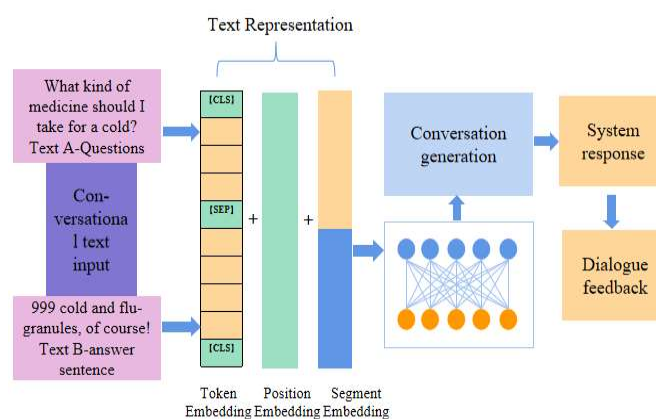 Text Representation
What kind of
medicine should I
take for a cold?
Text A-Questions
Con-
versationa
l text
input
999 cold and flu-
granules, of course!
Text B-answer
sentence
[CLS]
[SEP]
[CLS]
+
+
Token
Embedding
Position
Embedding
Segment
Embedding
Conversation
generation
System
response
Dialogue
feedback